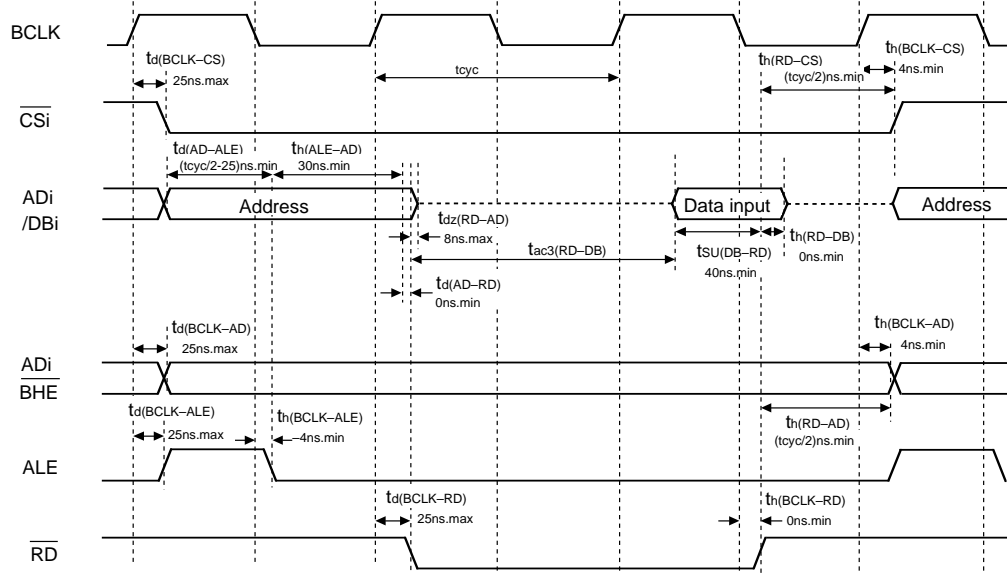 BCLK
td(BCLK–CS)
25ns.max
tcyc
th(RD–CS)
(tcyc/2)ns.min
th(BCLK–CS)
4ns.min
CSi
td(AD–ALE)
(tcyc/2-25)ns.min
th(ALE–AD)
30ns.min
ADi
/DBi
Address
Data input
Address
tdz(RD–AD)
8ns.max
tac3(RD–DB)
tSU(DB–RD)
40ns.min
th(RD–DB)
0ns.min
td(AD–RD)
0ns.min
td(BCLK–AD)
25ns.max
th(BCLK–AD)
4ns.min
ADi
BHE
td(BCLK–ALE)
25ns.max
th(BCLK–ALE)
–4ns.min
th(RD–AD)
(tcyc/2)ns.min
ALE
td(BCLK–RD)
25ns.max
th(BCLK–RD)
0ns.min
RD